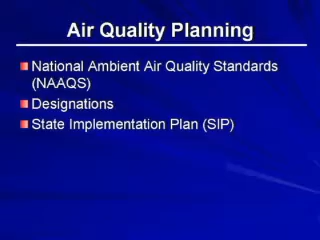 Air Quality Planning
National Ambient Air Quality Standards
(NAAQS)
Designations
State Implementation Plan (SIP)